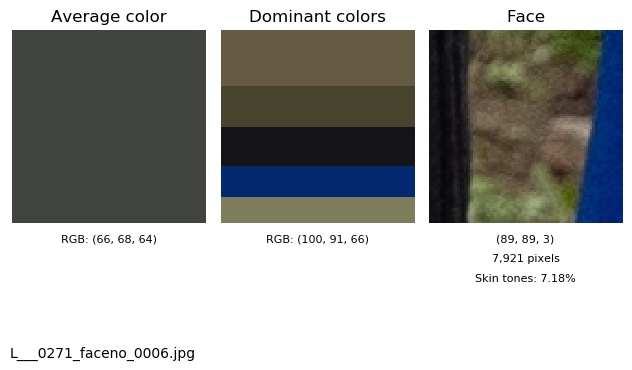 Average color
Dominant colors
Face
RGB: (66, 68, 64)
RGB: (100, 91, 66)
(89, 89, 3)
7,921 pixels
Skin tones: 7.18%
L___0271_faceno_0006.jpg